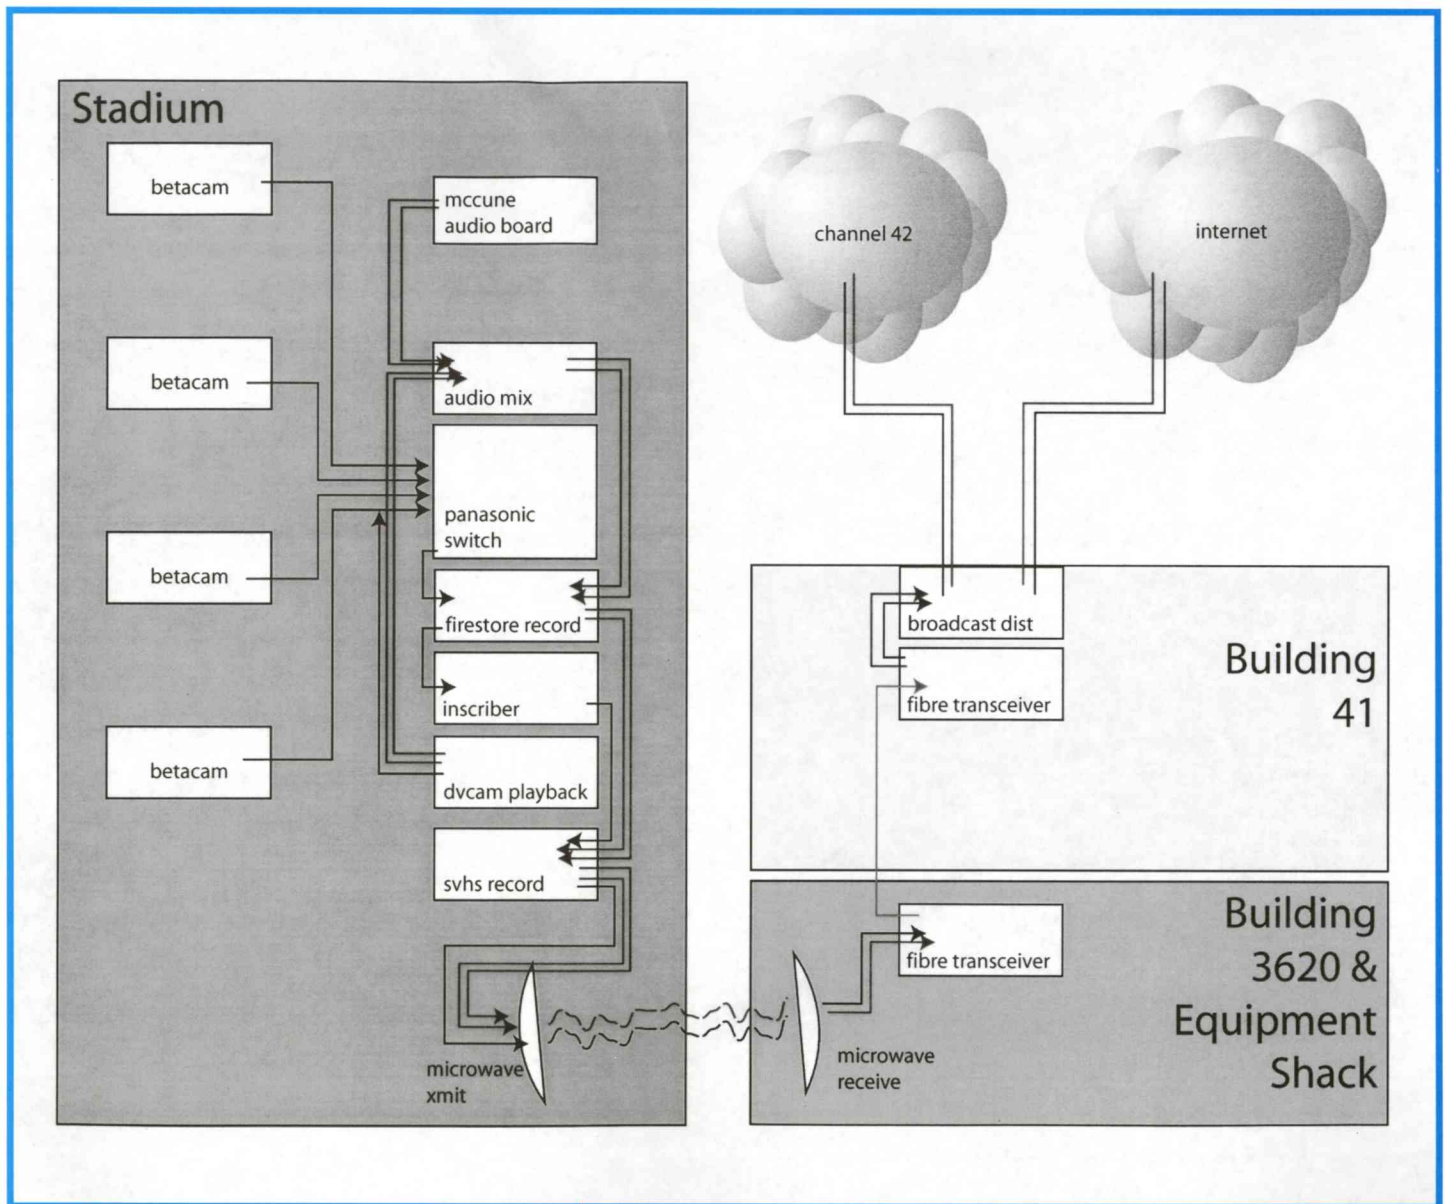 Stadium
betacam
betacam
betacam
betacam
mccune
audio board
audio mix
panasonic
switch
firestore record
inscriber
dvcam playback
svhs record
microwave
xmit
channel 42
internet
broadcast dist
fibre transceiver
Building
41
fibre transceiver
microwave
receive
Building
3620 &
Equipment
Shack